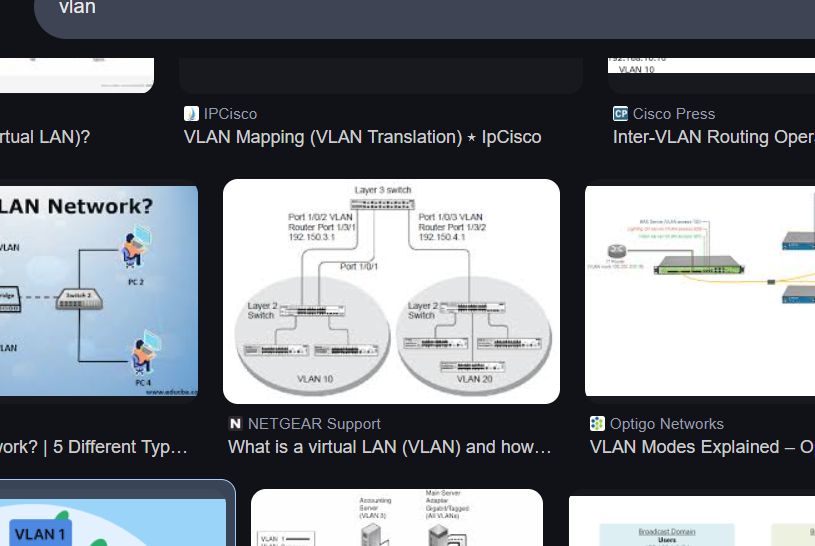 vlan
VLAN 10
IPCisco
Cisco Press
rtual LAN)?
VLAN Mapping (VLAN Translation) ⋆ IpCisco
Inter-VLAN Routing Oper
LAN Network?
VLAN
PC 2
Switch 2
LAN
PC 4
www.educba.co
Layer 3 switch
Port 1/0/2 VLAN
Router Port 1/3/1
192.150.3.1
Port 1/0/3 VLAN
Router Port 1/3/2
192.150.4.1
Port 1/0/1
Layer 2
Switch
Layer 2
Switch
VLAN 10
VLAN 20
NETGEAR Support
Optigo Networks
work? | 5 Different Typ…
What is a virtual LAN (VLAN) and how…
VLAN Modes Explained – O
VLAN 1
Accounting
Server
(VLAN 3)
Main Server
Adapter
Gigabit/Tagged
(All VLANs)
VLAN 1
Broadcast Domain
Users